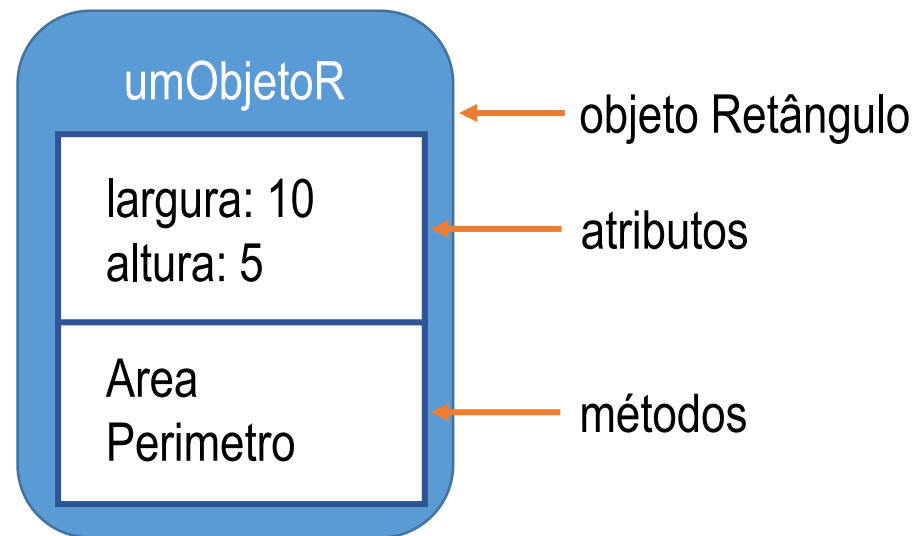 umObjetoR
objeto Retângulo
largura: 10
altura: 5
atributos
Area
Perimetro
métodos